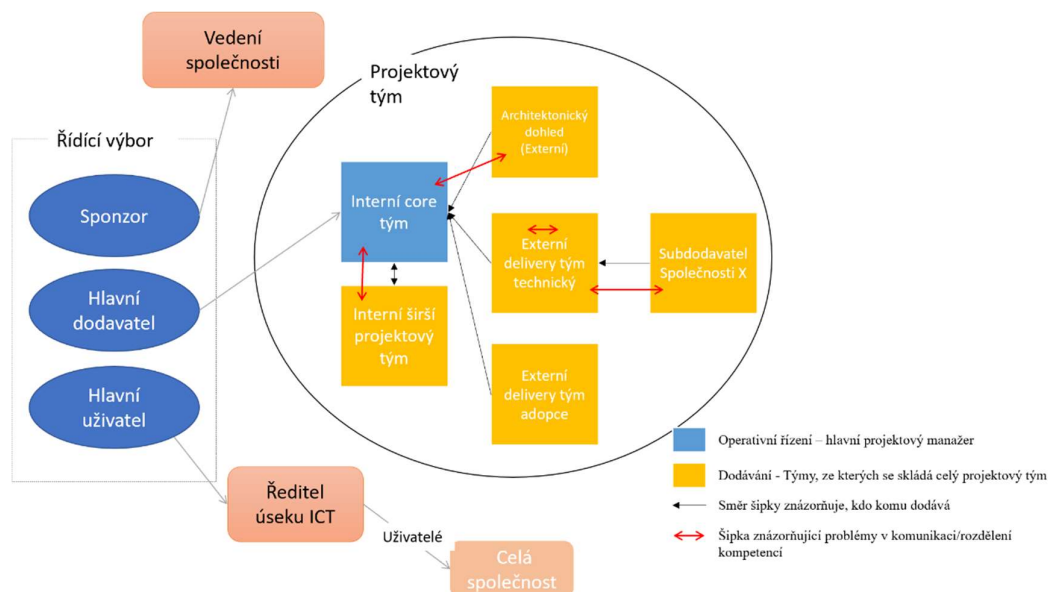 Vedení
společnosti
Projektový
tým
Řídící výbor
Sponzor
Hlavní
dodavatel
Hlavní
uživatel
Architektonický
dohled
(Externí)
Interní core
tým
Externí
delivery tým
technický
Subdodavatel
Společnosti X
Interní širší
projektový
tým
Externí
delivery tým
adopce
Ředitel
úseku ICT
Uživatelé
Celá
společnost
Operativní řízení – hlavní projektový manažer
Dodávání - Týmy, ze kterých se skládá celý projektový tým
Směr šipky znázorňuje, kdo komu dodává
Šipka znázorňující problémy v komunikaci/rozdělení
kompetencí